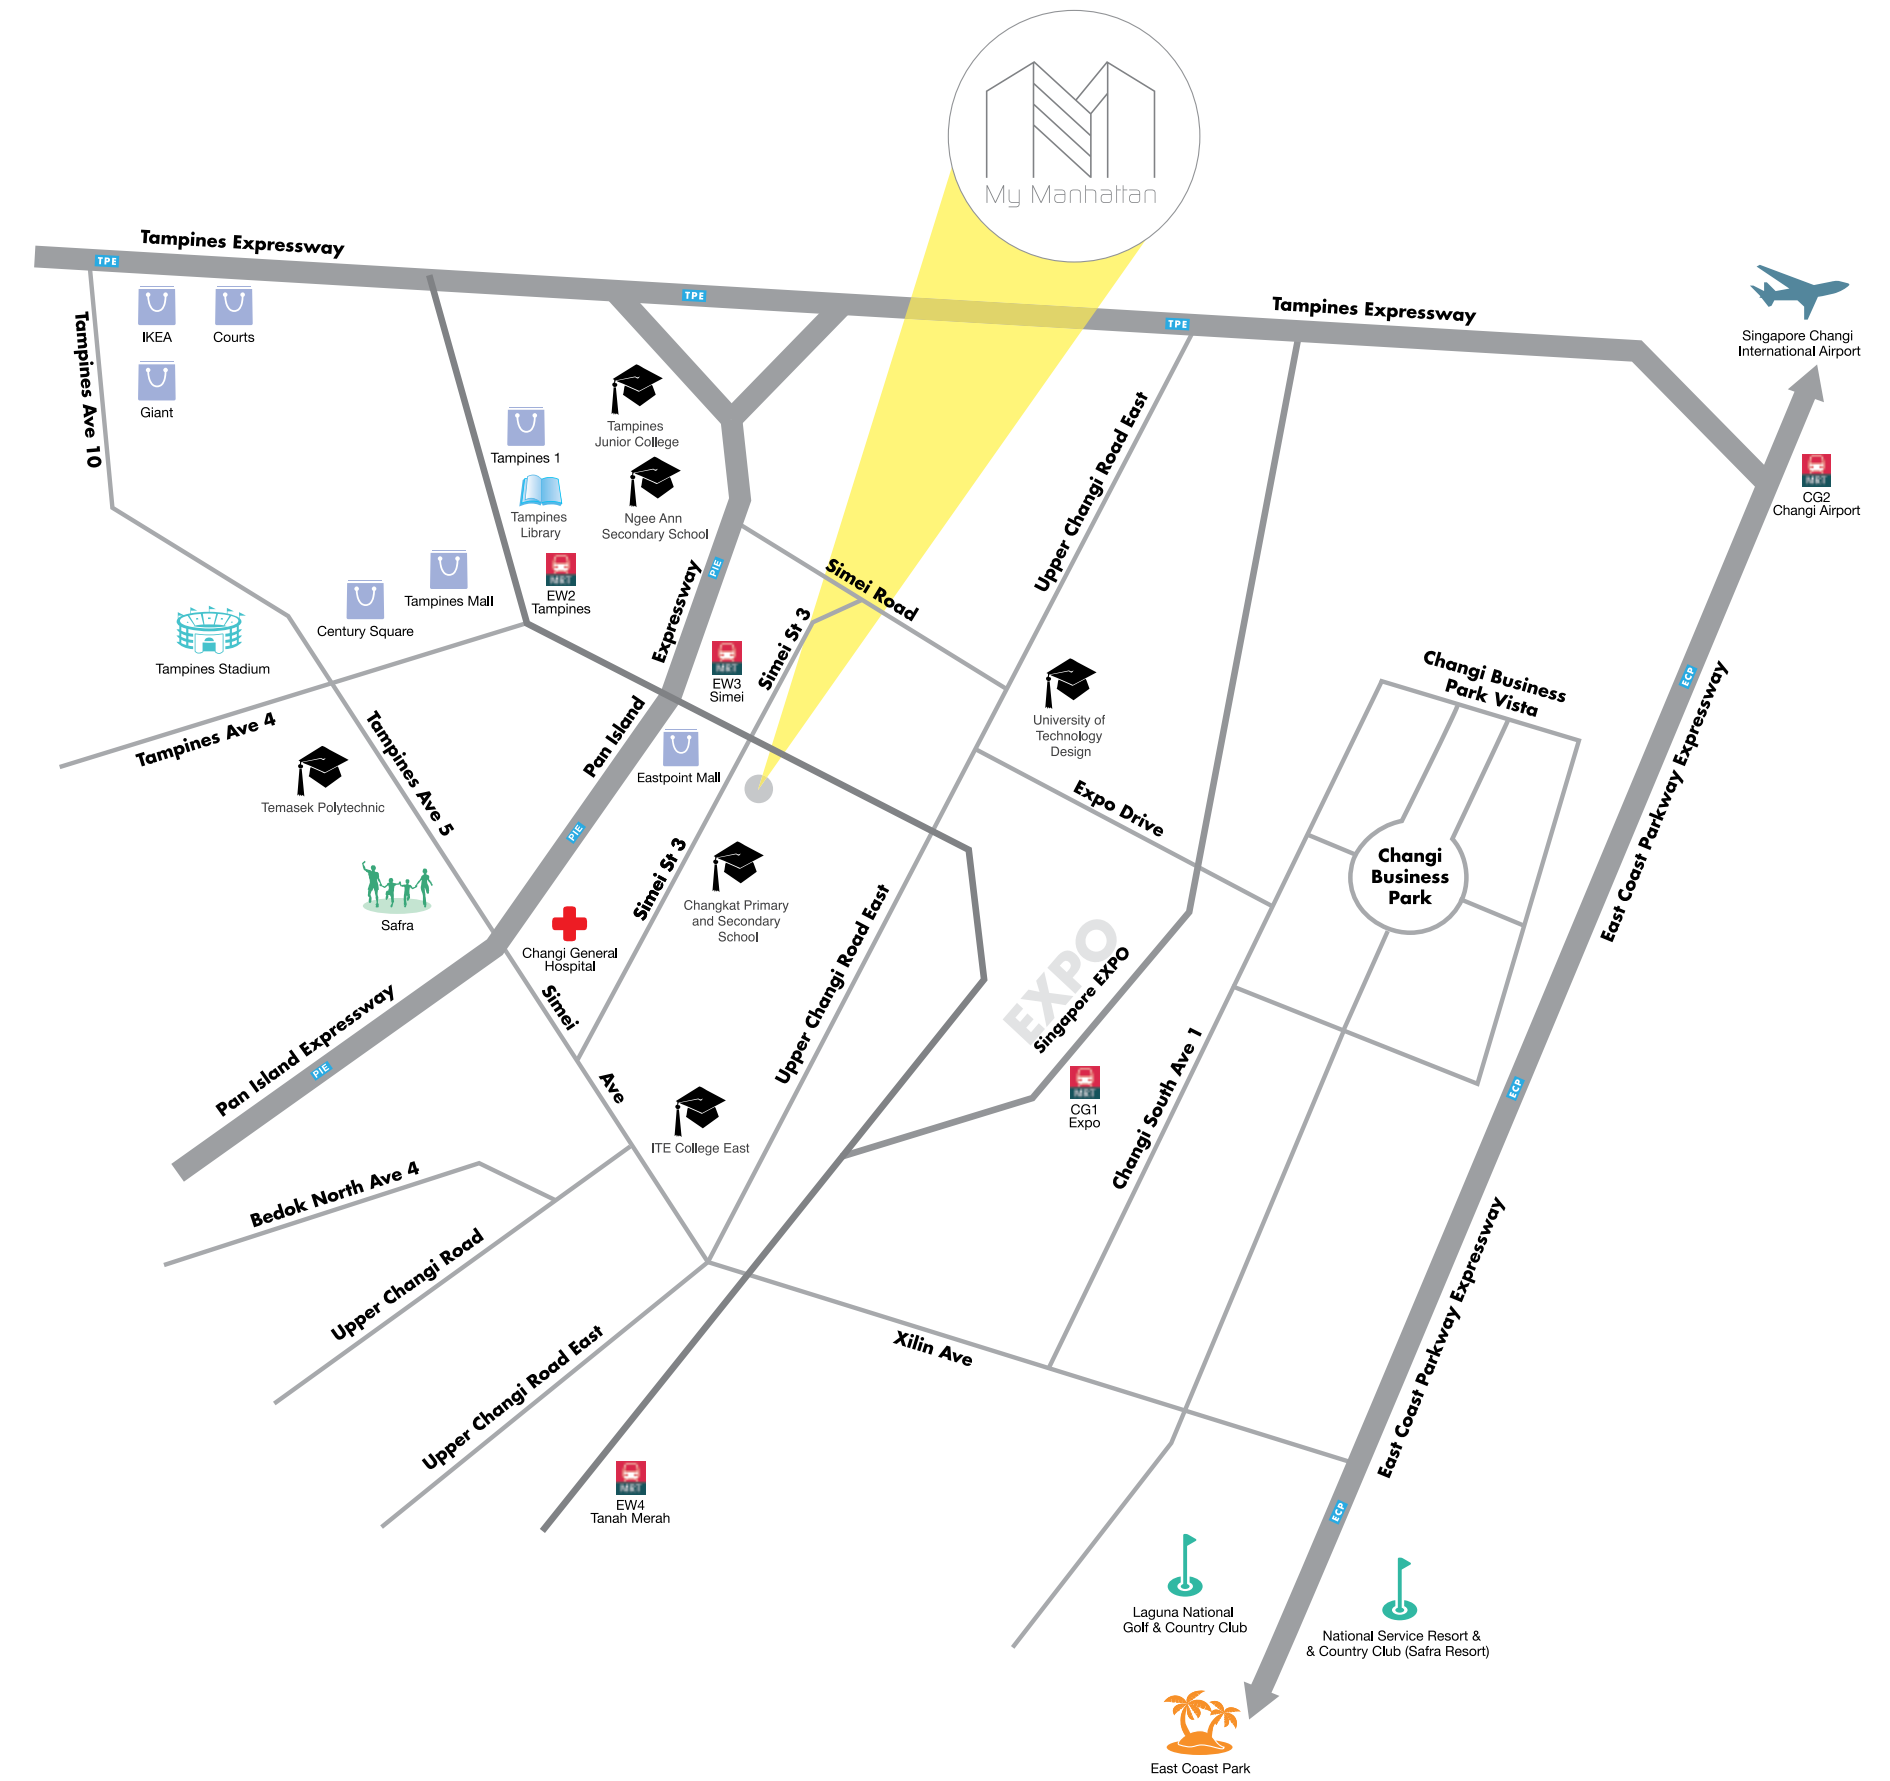 My Manhattan
Tampines Expressway
TPE
TPE
TPE
Tampines Expressway
Singapore Changi
International Airport
IKEA
Courts
Giant
Tampines Ave 10
Tampines 1
Tampines
Junior College
Tampines
Library
Ngee Ann
Secondary School
Upper Changi Road East
MRT
CG2
Changi Airport
MRT
EW2
Tampines
Tampines Mall
Century Square
Tampines Stadium
PIE
Expressway
Pan Island
Simei Road
Simei St 3
MRT
EW3
Simei
Eastpoint Mall
University of
Technology
Design
Changi Business
Park Vista
ECP
East Coast Parkway Expressway
Tampines Ave 4
Tampines Ave 5
Temasek Polytechnic
PIE
Expo Drive
Changi
Business
Park
Safra
Changi General
Hospital
Simei St 3
Changkat Primary
and Secondary
School
Upper Changi Road East
EXPO
Singapore EXPO
MRT
CG1
Expo
Changi South Ave 1
ECP
Pan Island Expressway
PIE
Simei
Ave
ITE College East
Bedok North Ave 4
Upper Changi Road
Upper Changi Road East
Xilin Ave
East Coast Parkway Expressway
ECP
MRT
EW4
Tanah Merah
Laguna National
Golf & Country Club
National Service Resort &
& Country Club (Safra Resort)
East Coast Park